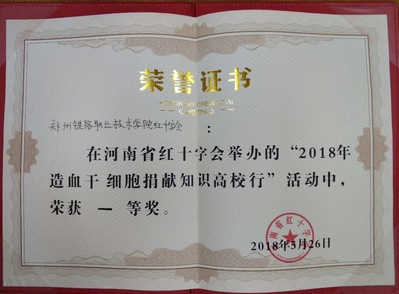 荣誉证书
HONORARY CREDENTIAL
郑州铁路职业技术学院红十字会
：
在河南省红十字会举办的“2018年
造血干 细胞捐献知识高校行”活动中，
荣获 一 等奖。
2018年5月26日